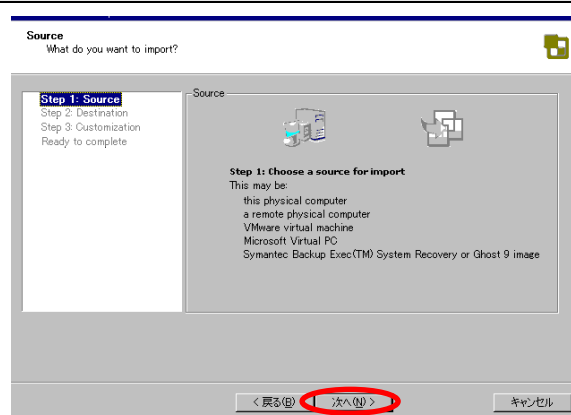 Source
What do you want to import?
Step 1: Source
Step 2: Destination
Step 3: Customization
Ready to complete
Source
Step 1: Choose a source for import
This may be:
this physical computer
a remote physical computer
VMware virtual machine
Microsoft Virtual PC
Symantec Backup Exec(TM) System Recovery or Ghost 9 image
< 戻る(B)
次へ(N) >
キャンセル